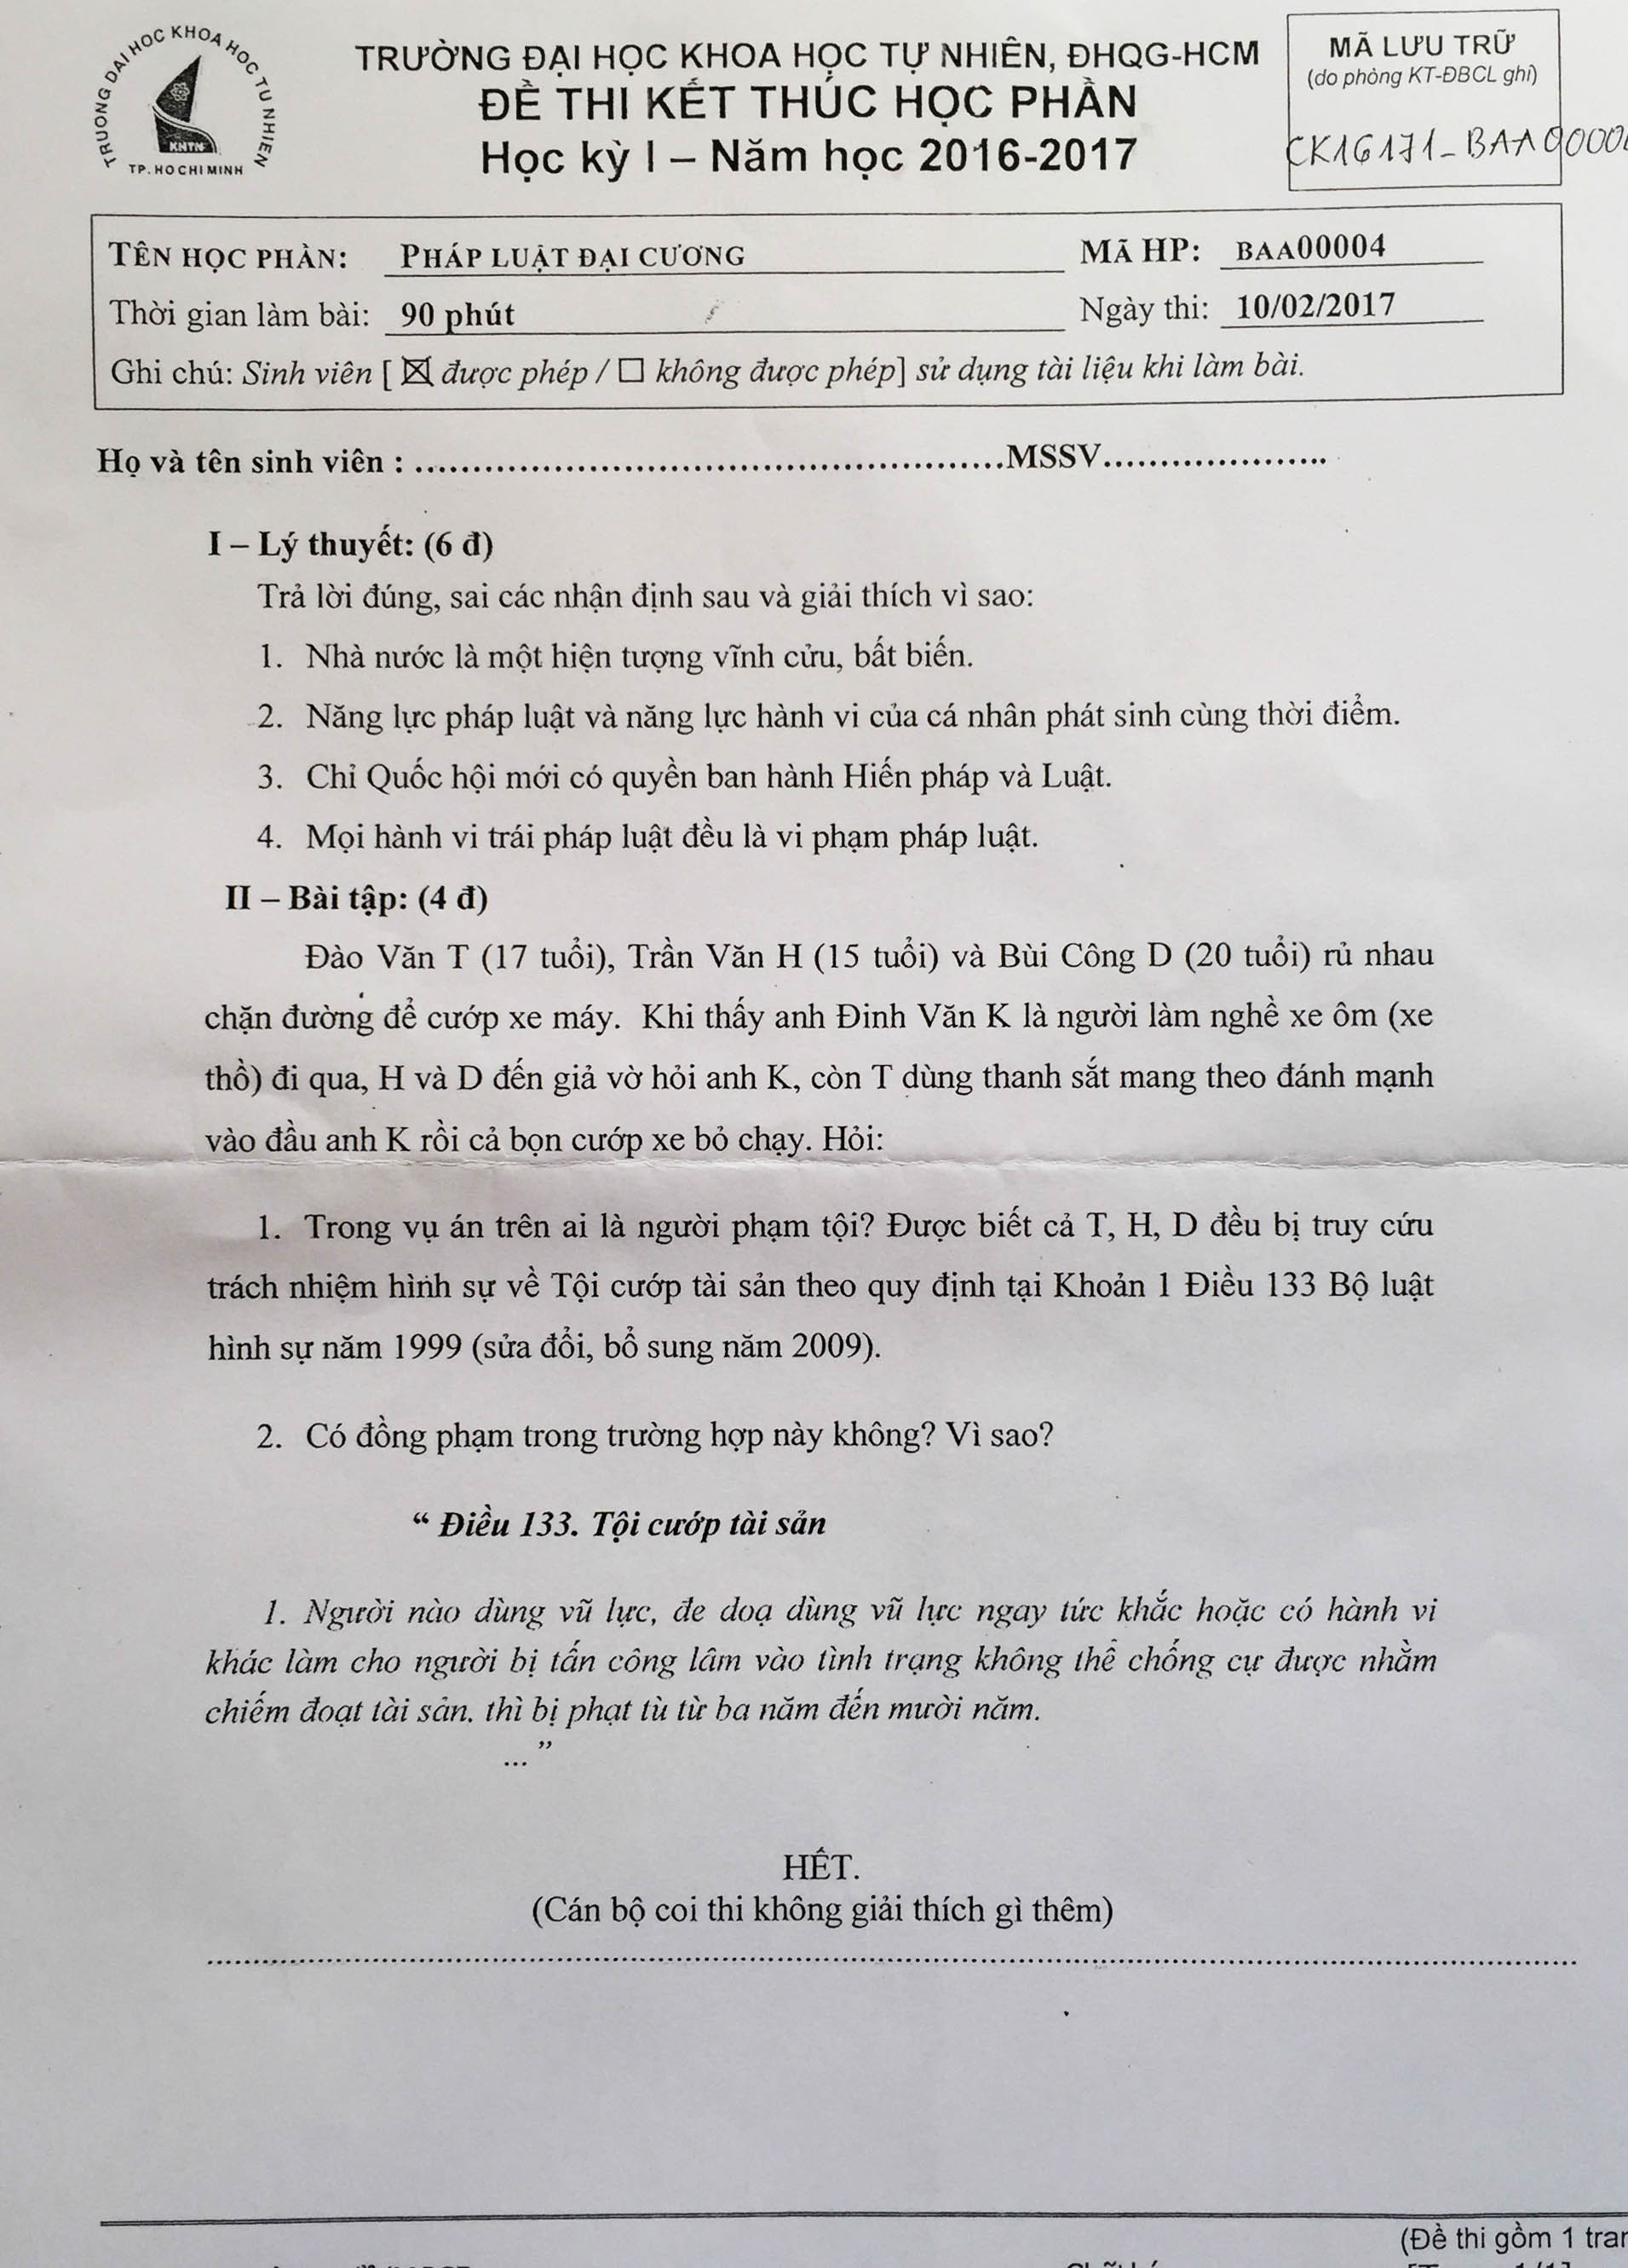 TRUONG DAI HOC KHOA HOC TU NHIEN
KHTN
TP. HO CHI MINH
TRƯỜNG ĐẠI HỌC KHOA HỌC TỰ NHIÊN, ĐHQG-HCM
ĐỀ THI KẾT THÚC HỌC PHẦN
Học kỳ I – Năm học 2016-2017
MÃ LƯU TRỮ
(do phòng KT-ĐBCL ghi)
TÊN HỌC PHẦN: PHÁP LUẬT ĐẠI CƯƠNG MÃ HP: BAA00004
Thời gian làm bài: 90 phút Ngày thi: 10/02/2017
Ghi chú: Sinh viên [ ☒ được phép / ☐ không được phép] sử dụng tài liệu khi làm bài.
Họ và tên sinh viên : ........................................................MSSV.....................
I – Lý thuyết: (6 đ)
Trả lời đúng, sai các nhận định sau và giải thích vì sao:
1. Nhà nước là một hiện tượng vĩnh cửu, bất biến.
2. Năng lực pháp luật và năng lực hành vi của cá nhân phát sinh cùng thời điểm.
3. Chỉ Quốc hội mới có quyền ban hành Hiến pháp và Luật.
4. Mọi hành vi trái pháp luật đều là vi phạm pháp luật.
II – Bài tập: (4 đ)
Đào Văn T (17 tuổi), Trần Văn H (15 tuổi) và Bùi Công D (20 tuổi) rủ nhau
chặn đường để cướp xe máy. Khi thấy anh Đinh Văn K là người làm nghề xe ôm (xe
thồ) đi qua, H và D đến giả vờ hỏi anh K, còn T dùng thanh sắt mang theo đánh mạnh
vào đầu anh K rồi cả bọn cướp xe bỏ chạy. Hỏi:
1. Trong vụ án trên ai là người phạm tội? Được biết cả T, H, D đều bị truy cứu
trách nhiệm hình sự về Tội cướp tài sản theo quy định tại Khoản 1 Điều 133 Bộ luật
hình sự năm 1999 (sửa đổi, bổ sung năm 2009).
2. Có đồng phạm trong trường hợp này không? Vì sao?
“ Điều 133. Tội cướp tài sản
1. Người nào dùng vũ lực, đe doạ dùng vũ lực ngay tức khắc hoặc có hành vi
khác làm cho người bị tấn công lâm vào tình trạng không thể chống cự được nhằm
chiếm đoạt tài sản. thì bị phạt tù từ ba năm đến mười năm.
... ”
HẾT.
(Cán bộ coi thi không giải thích gì thêm)
(Đề thi gồm 1